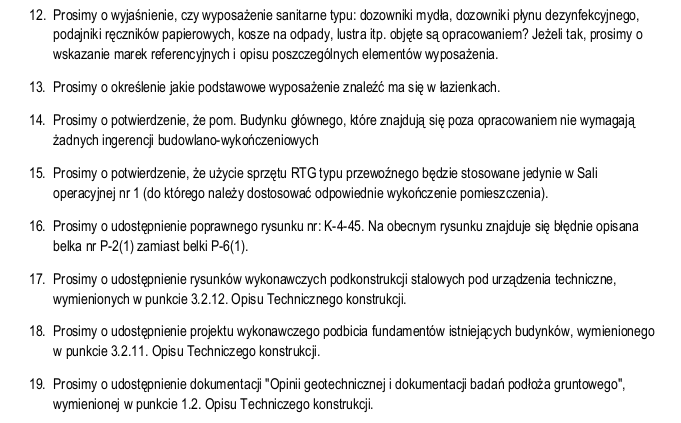 12. Prosimy o wyjaśnienie, czy wyposażenie sanitarne typu: dozowniki mydła, dozowniki płynu dezynfekcyjnego,
podajniki ręczników papierowych, kosze na odpady, lustra itp. objęte są opracowaniem? Jeżeli tak, prosimy o
wskazanie marek referencyjnych i opisu poszczególnych elementów wyposażenia.
13. Prosimy o określenie jakie podstawowe wyposażenie znaleźć ma się w łazienkach.
14. Prosimy o potwierdzenie, że pom. Budynku głównego, które znajdują się poza opracowaniem nie wymagają
żadnych ingerencji budowlano-wykończeniowych
15. Prosimy o potwierdzenie, że użycie sprzętu RTG typu przewoźnego będzie stosowane jedynie w Sali
operacyjnej nr 1 (do którego należy dostosować odpowiednie wykończenie pomieszczenia).
16. Prosimy o udostępnienie poprawnego rysunku nr: K-4-45. Na obecnym rysunku znajduje się błędnie opisana
belka nr P-2(1) zamiast belki P-6(1).
17. Prosimy o udostępnienie rysunków wykonawczych podkonstrukcji stalowych pod urządzenia techniczne,
wymienionych w punkcie 3.2.12. Opisu Technicznego konstrukcji.
18. Prosimy o udostępnienie projektu wykonawczego podbicia fundamentów istniejących budynków, wymienionego
w punkcie 3.2.11. Opisu Techniczego konstrukcji.
19. Prosimy o udostępnienie dokumentacji "Opinii geotechnicznej i dokumentacji badań podłoża gruntowego",
wymienionej w punkcie 1.2. Opisu Techniczego konstrukcji.